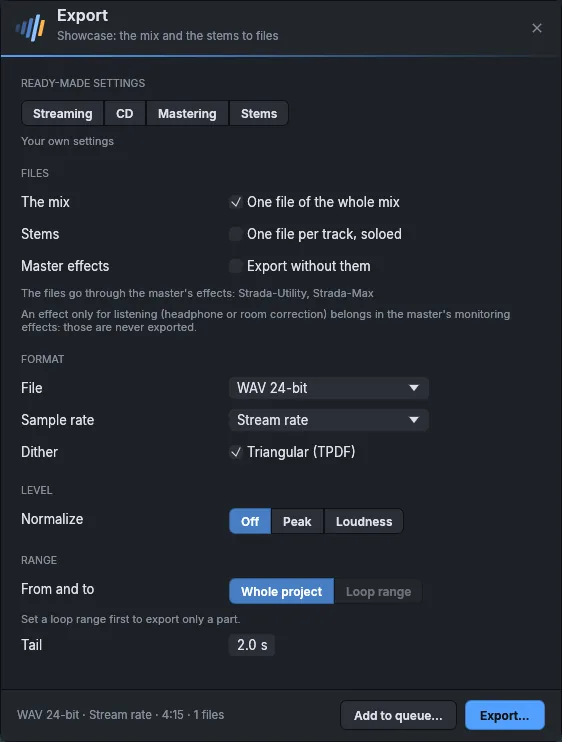 Export
Showcase: the mix and the stems to files
READY-MADE SETTINGS
Streaming CD Mastering Stems
Your own settings
FILES
The mix One file of the whole mix
Stems One file per track, soloed
Master effects Export without them
The files go through the master's effects: Strada-Utility, Strada-Max
An effect only for listening (headphone or room correction) belongs in the master's monitoring
effects: those are never exported.
FORMAT
File WAV 24-bit
Sample rate Stream rate
Dither Triangular (TPDF)
LEVEL
Normalize Off Peak Loudness
RANGE
From and to Whole project Loop range
Set a loop range first to export only a part.
Tail 2.0 s
WAV 24-bit · Stream rate · 4:15 · 1 files Add to queue... Export...